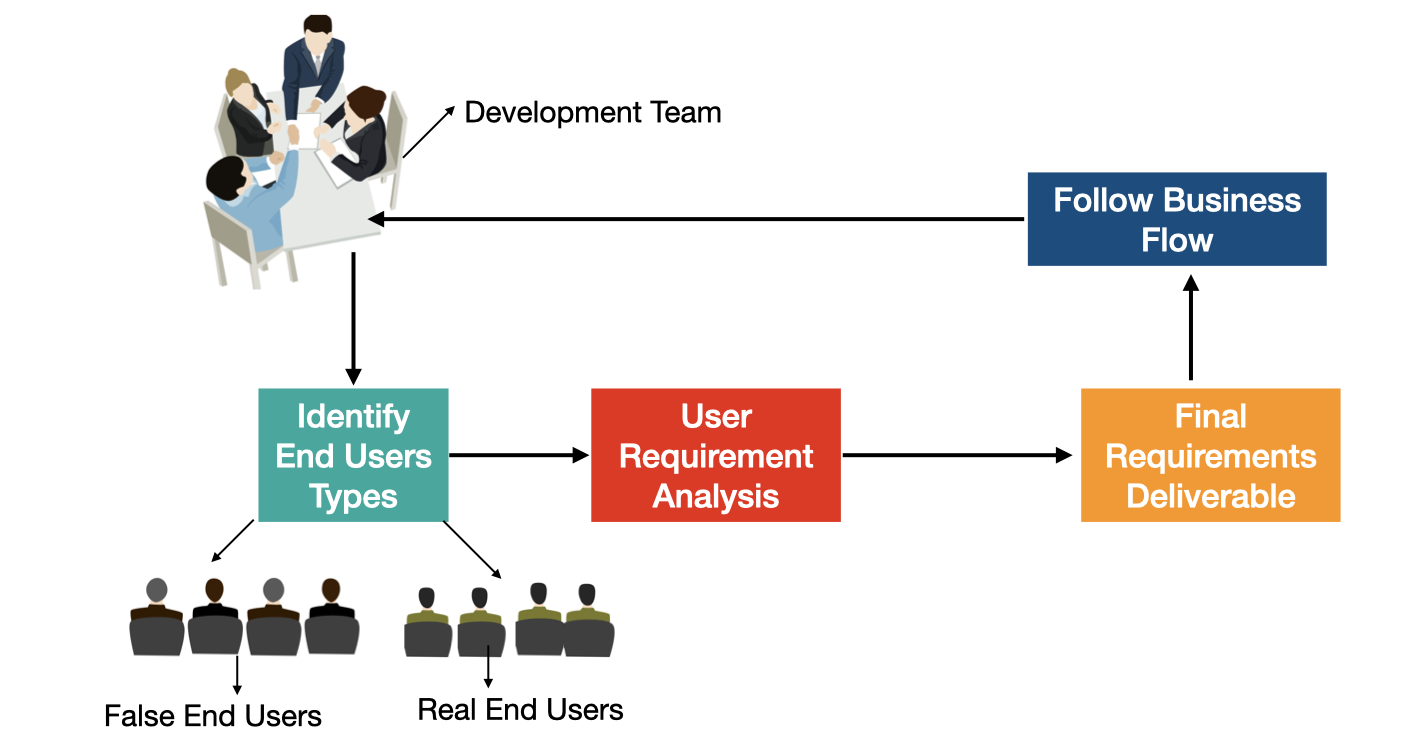 Development Team
Follow Business
Flow
Identify
End Users
Types
User
Requirement
Analysis
Final
Requirements
Deliverable
False End Users
Real End Users